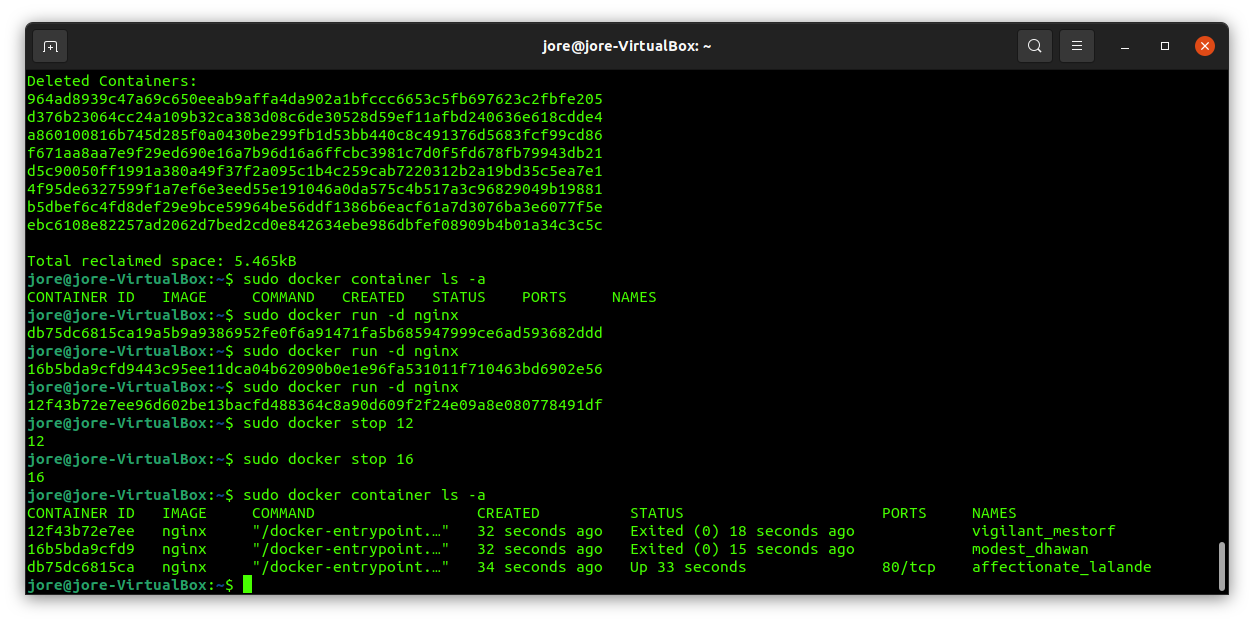 jore@jore-VirtualBox: ~
Deleted Containers:
964ad8939c47a69c650eeab9affa4da902a1bfccc6653c5fb697623c2fbfe205
d376b23064cc24a109b32ca383d08c6de30528d59ef11afbd240636e618cdde4
a860100816b745d285f0a0430be299fb1d53bb440c8c491376d5683fcf99cd86
f671aa8aa7e9f29ed690e16a7b96d16a6ffcbc3981c7d0f5fd678fb79943db21
d5c90050ff1991a380a49f37f2a095c1b4c259cab7220312b2a19bd35c5ea7e1
4f95de6327599f1a7ef6e3eed55e191046a0da575c4b517a3c96829049b19881
b5dbef6c4fd8def29e9bce59964be56ddf1386b6eacf61a7d3076ba3e6077f5e
ebc6108e82257ad2062d7bed2cd0e842634ebe986dbfef08909b4b01a34c3c5c
Total reclaimed space: 5.465kB
jore@jore-VirtualBox:~$ sudo docker container ls -a
CONTAINER ID   IMAGE     COMMAND   CREATED   STATUS    PORTS     NAMES
jore@jore-VirtualBox:~$ sudo docker run -d nginx
db75dc6815ca19a5b9a9386952fe0f6a91471fa5b685947999ce6ad593682ddd
jore@jore-VirtualBox:~$ sudo docker run -d nginx
16b5bda9cfd9443c95ee11dca04b62090b0e1e96fa531011f710463bd6902e56
jore@jore-VirtualBox:~$ sudo docker run -d nginx
12f43b72e7ee96d602be13bacfd488364c8a90d609f2f24e09a8e080778491df
jore@jore-VirtualBox:~$ sudo docker stop 12
12
jore@jore-VirtualBox:~$ sudo docker stop 16
16
jore@jore-VirtualBox:~$ sudo docker container ls -a
CONTAINER ID   IMAGE     COMMAND                  CREATED          STATUS                      PORTS     NAMES
12f43b72e7ee   nginx     "/docker-entrypoint.…"   32 seconds ago   Exited (0) 18 seconds ago             vigilant_mestorf
16b5bda9cfd9   nginx     "/docker-entrypoint.…"   32 seconds ago   Exited (0) 15 seconds ago             modest_dhawan
db75dc6815ca   nginx     "/docker-entrypoint.…"   34 seconds ago   Up 33 seconds               80/tcp    affectionate_lalande
jore@jore-VirtualBox:~$